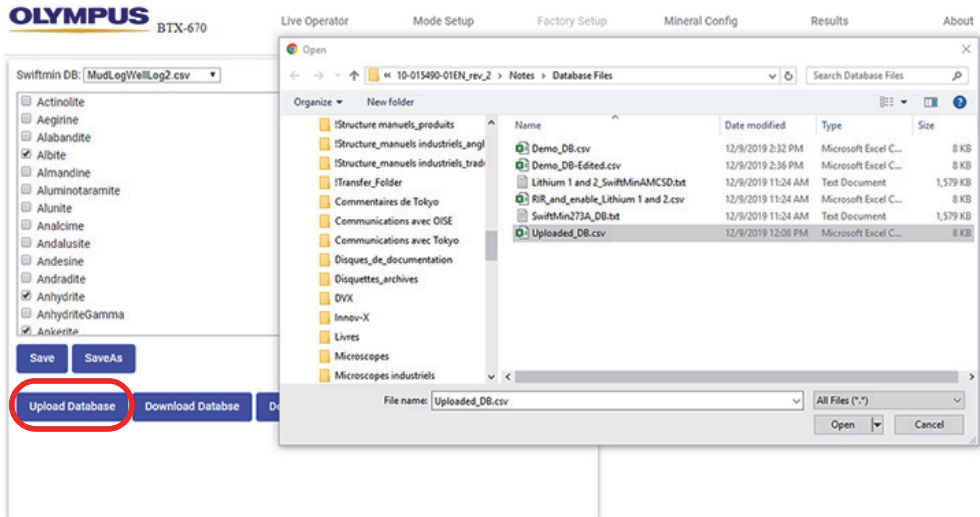 OLYMPUS BTX-670
Live Operator Mode Setup Factory Setup Mineral Config Results About
Swiftmin DB: MudLogWellLog2.csv
Actinolite
Aegirine
Alabandite
Albite
Almandine
Aluminotaramite
Alunite
Analcime
Andalusite
Andesine
Andradite
Anhydrite
AnhydriteGamma
Ankerite
Save SaveAs
Upload Database Download Databse De
Open
« 10-015490-01EN_rev_2 > Notes > Database Files
Search Database Files
Organize New folder
!Structure manuels_produits
!Structure_manuels industriels_angl
!Structure_manuels industriels_trad
!Transfer_Folder
Commentaires de Tokyo
Communications avec OISE
Communications avec Tokyo
Disques_de_documentation
Disquettes_archives
DVX
Innov-X
Livres
Microscopes
Microscopes industriels
Name Date modified Type Size
Demo_DB.csv 12/9/2019 2:32 PM Microsoft Excel C... 8 KB
Demo_DB-Edited.csv 12/9/2019 2:36 PM Microsoft Excel C... 8 KB
Lithium 1 and 2_SwiftMinAMCSD.txt 12/9/2019 11:24 AM Text Document 1,579 KB
RIR_and_enable_Lithium 1 and 2.csv 12/9/2019 11:24 AM Microsoft Excel C... 8 KB
SwiftMin273A_DB.txt 12/9/2019 11:24 AM Text Document 1,579 KB
Uploaded_DB.csv 12/9/2019 12:08 PM Microsoft Excel C... 8 KB
File name: Uploaded_DB.csv All Files (*.*)
Open Cancel